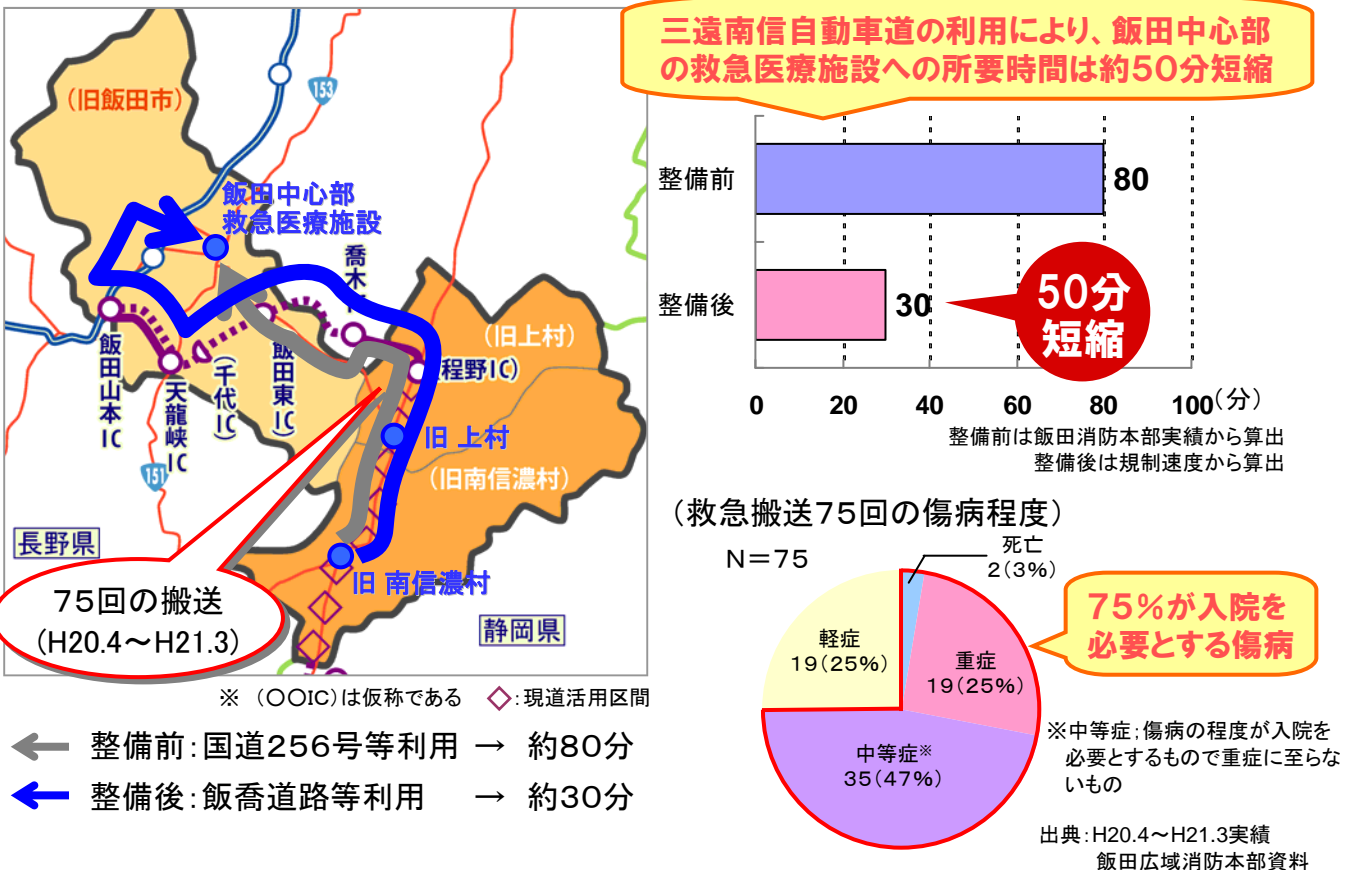 三遠南信自動車道の利用により、飯田中心部
の救急医療施設への所要時間は約50分短縮
(旧飯田市)
153
飯田中心部
救急医療施設
喬木
(旧上村)
程野IC)
飯田山本IC
天龍峡IC
(千代IC)
飯田東IC)
旧 上村
(旧南信濃村)
151
長野県
旧 南信濃村
静岡県
75回の搬送
(H20.4~H21.3)
※ (○○IC)は仮称である ◇:現道活用区間
← 整備前:国道256号等利用 → 約80分
← 整備後:飯喬道路等利用 → 約30分
整備前
80
整備後
30
50分
短縮
0 20 40 60 80 100(分)
整備前は飯田消防本部実績から算出
整備後は規制速度から算出
(救急搬送75回の傷病程度)
N=75
死亡
2(3%)
軽症
19(25%)
重症
19(25%)
中等症※
35(47%)
75%が入院を
必要とする傷病
※中等症;傷病の程度が入院を
必要とするもので重症に至らな
いもの
出典:H20.4~H21.3実績
飯田広域消防本部資料